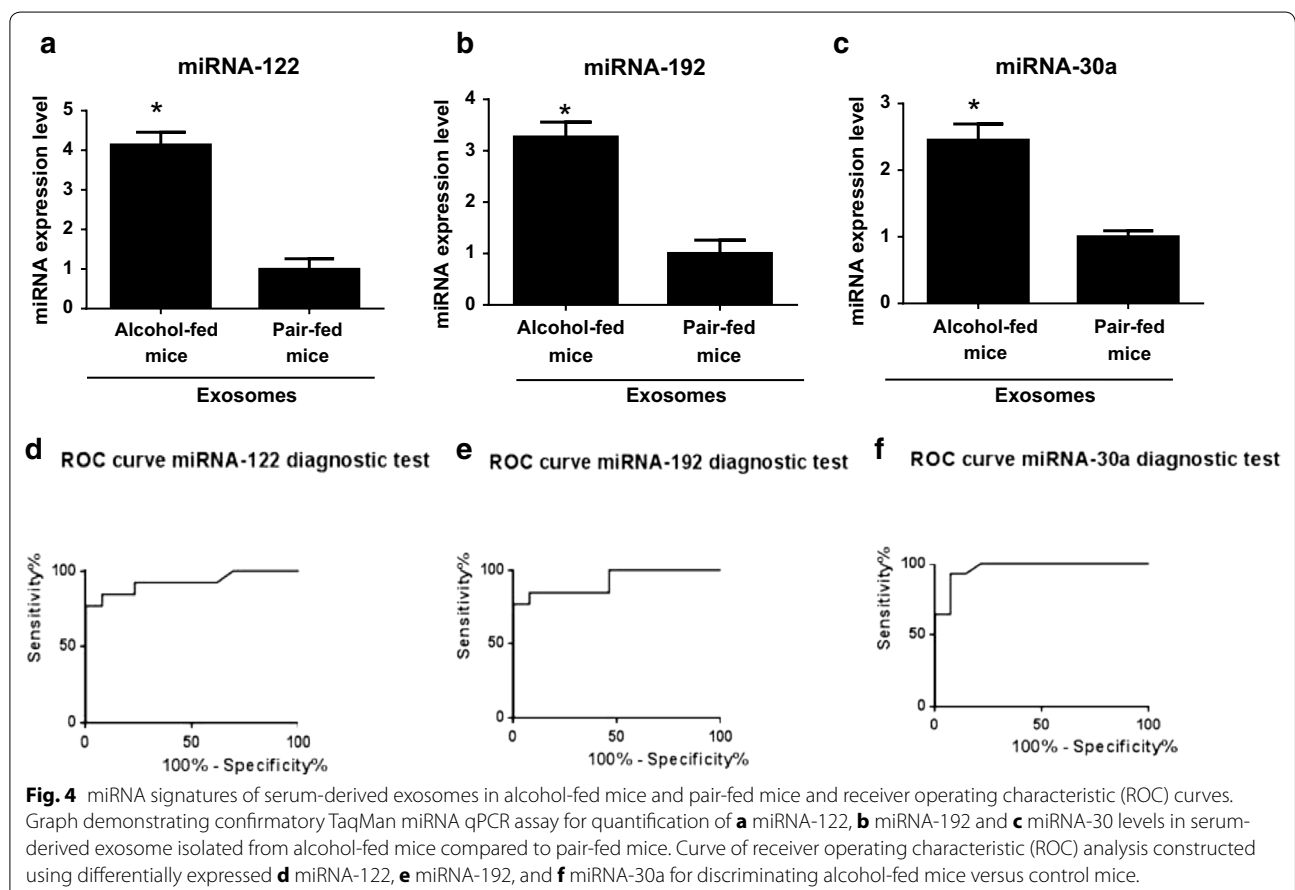 a
miRNA-122
miRNA expression level
5
4
3
2
1
0
*
Alcohol-fed mice
Pair-fed mice
Exosomes
b
miRNA-192
miRNA expression level
4
3
2
1
0
*
Alcohol-fed mice
Pair-fed mice
Exosomes
c
miRNA-30a
miRNA expression level
3
2
1
0
*
Alcohol-fed mice
Pair-fed mice
Exosomes
d ROC curve miRNA-122 diagnostic test
Sensitivity%
100
50
0
0 50 100
100% - Specificity%
e ROC curve miRNA-192 diagnostic test
Sensitivity%
100
50
0
0 50 100
100% - Specificity%
f ROC curve miRNA-30a diagnostic test
Sensitivity%
100
50
0
0 50 100
100% - Specificity%
Fig. 4 miRNA signatures of serum-derived exosomes in alcohol-fed mice and pair-fed mice and receiver operating characteristic (ROC) curves.
Graph demonstrating confirmatory TaqMan miRNA qPCR assay for quantification of a miRNA-122, b miRNA-192 and c miRNA-30 levels in serum-
derived exosome isolated from alcohol-fed mice compared to pair-fed mice. Curve of receiver operating characteristic (ROC) analysis constructed
using differentially expressed d miRNA-122, e miRNA-192, and f miRNA-30a for discriminating alcohol-fed mice versus control mice.